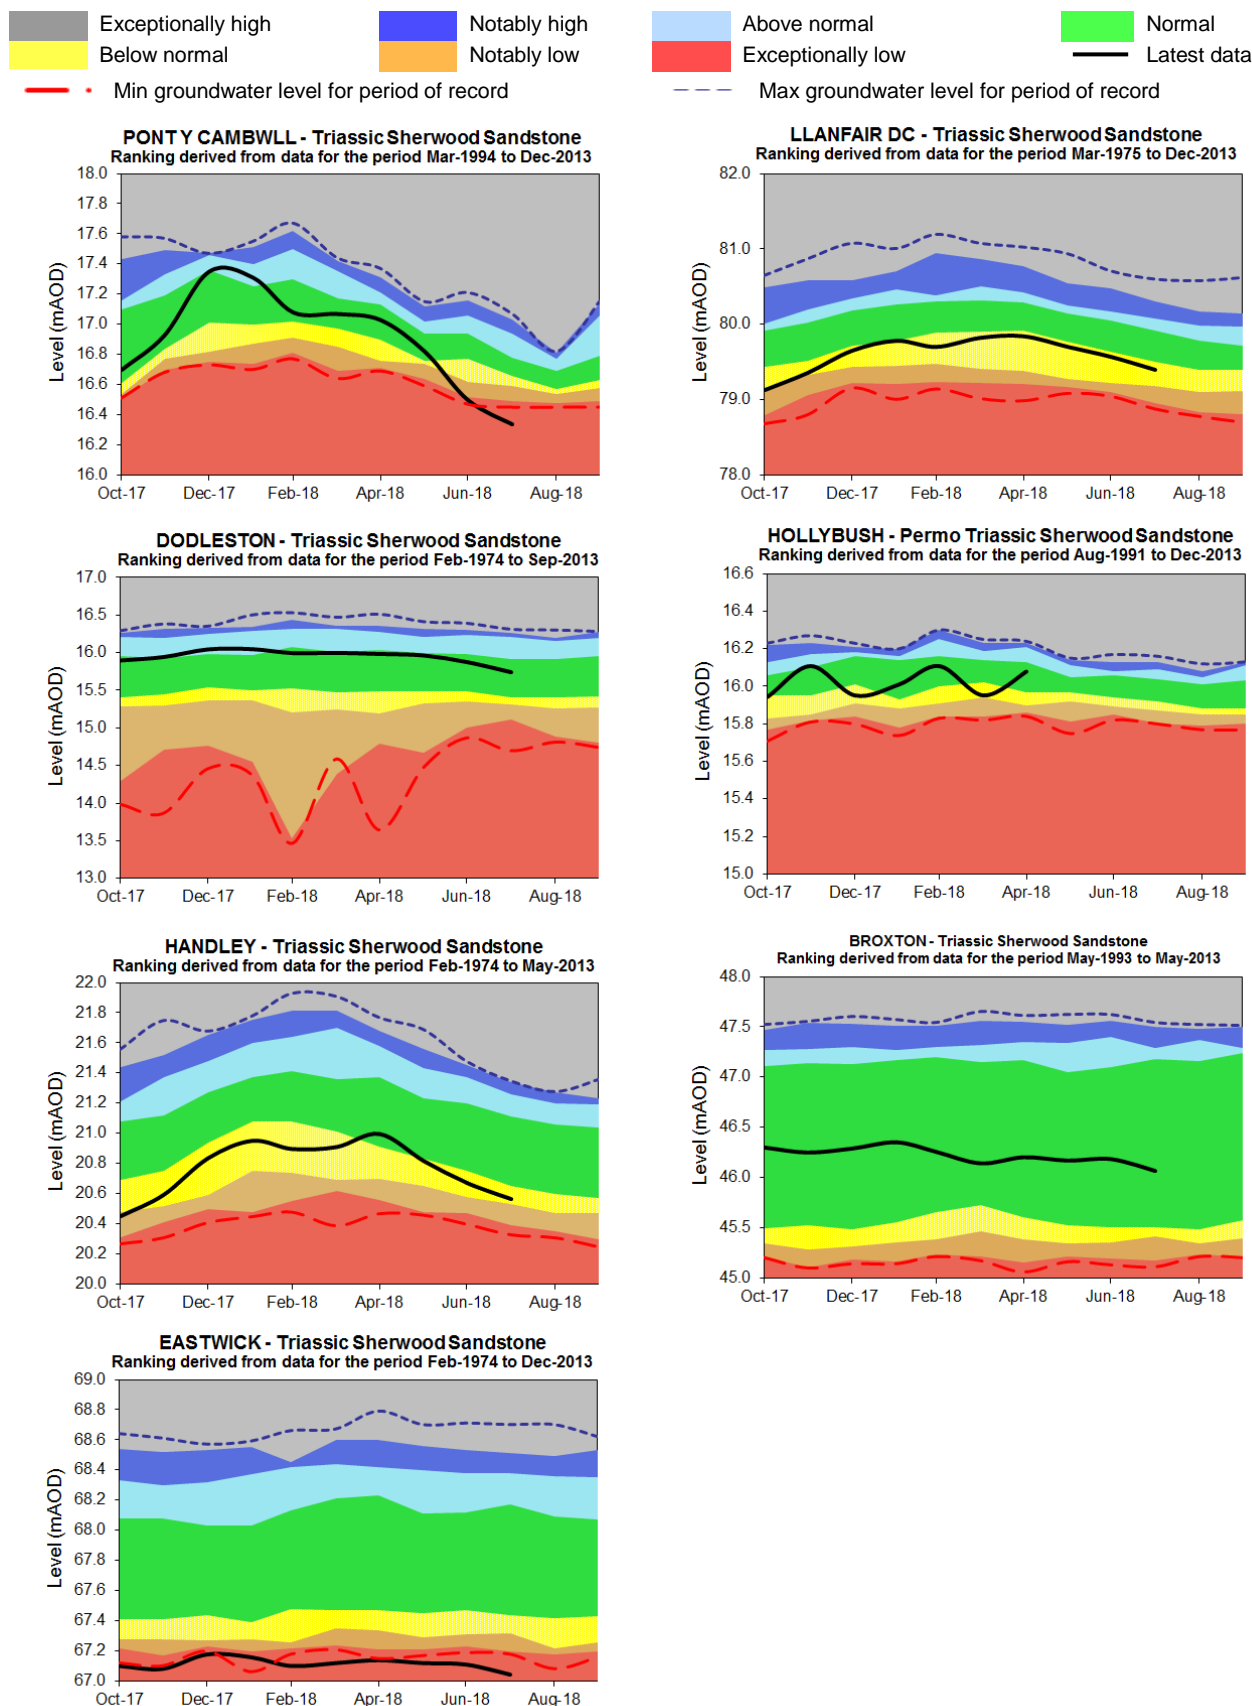 Exceptionally high Notably high Above normal Normal
Below normal Notably low Exceptionally low Latest data
Min groundwater level for period of record Max groundwater level for period of record
PONT Y CAMBWLL - Triassic Sherwood Sandstone
Ranking derived from data for the period Mar-1994 to Dec-2013
18.0
17.8
17.6
17.4
17.2
17.0
16.8
16.6
16.4
16.2
16.0
Level (mAOD)
Oct-17 Dec-17 Feb-18 Apr-18 Jun-18 Aug-18
LLANFAIR DC - Triassic Sherwood Sandstone
Ranking derived from data for the period Mar-1975 to Dec-2013
82.0
81.0
80.0
79.0
78.0
Level (mAOD)
Oct-17 Dec-17 Feb-18 Apr-18 Jun-18 Aug-18
DODLESTON - Triassic Sherwood Sandstone
Ranking derived from data for the period Feb-1974 to Sep-2013
17.0
16.5
16.0
15.5
15.0
14.5
14.0
13.5
13.0
Level (mAOD)
Oct-17 Dec-17 Feb-18 Apr-18 Jun-18 Aug-18
HOLLYBUSH - Permo Triassic Sherwood Sandstone
Ranking derived from data for the period Aug-1991 to Dec-2013
16.6
16.4
16.2
16.0
15.8
15.6
15.4
15.2
15.0
Level (mAOD)
Oct-17 Dec-17 Feb-18 Apr-18 Jun-18 Aug-18
HANDLEY - Triassic Sherwood Sandstone
Ranking derived from data for the period Feb-1974 to May-2013
22.0
21.8
21.6
21.4
21.2
21.0
20.8
20.6
20.4
20.2
20.0
Level (mAOD)
Oct-17 Dec-17 Feb-18 Apr-18 Jun-18 Aug-18
BROXTON - Triassic Sherwood Sandstone
Ranking derived from data for the period May-1993 to May-2013
48.0
47.5
47.0
46.5
46.0
45.5
45.0
Level (mAOD)
Oct-17 Dec-17 Feb-18 Apr-18 Jun-18 Aug-18
EASTWICK - Triassic Sherwood Sandstone
Ranking derived from data for the period Feb-1974 to Dec-2013
69.0
68.8
68.6
68.4
68.2
68.0
67.8
67.6
67.4
67.2
67.0
Level (mAOD)
Oct-17 Dec-17 Feb-18 Apr-18 Jun-18 Aug-18